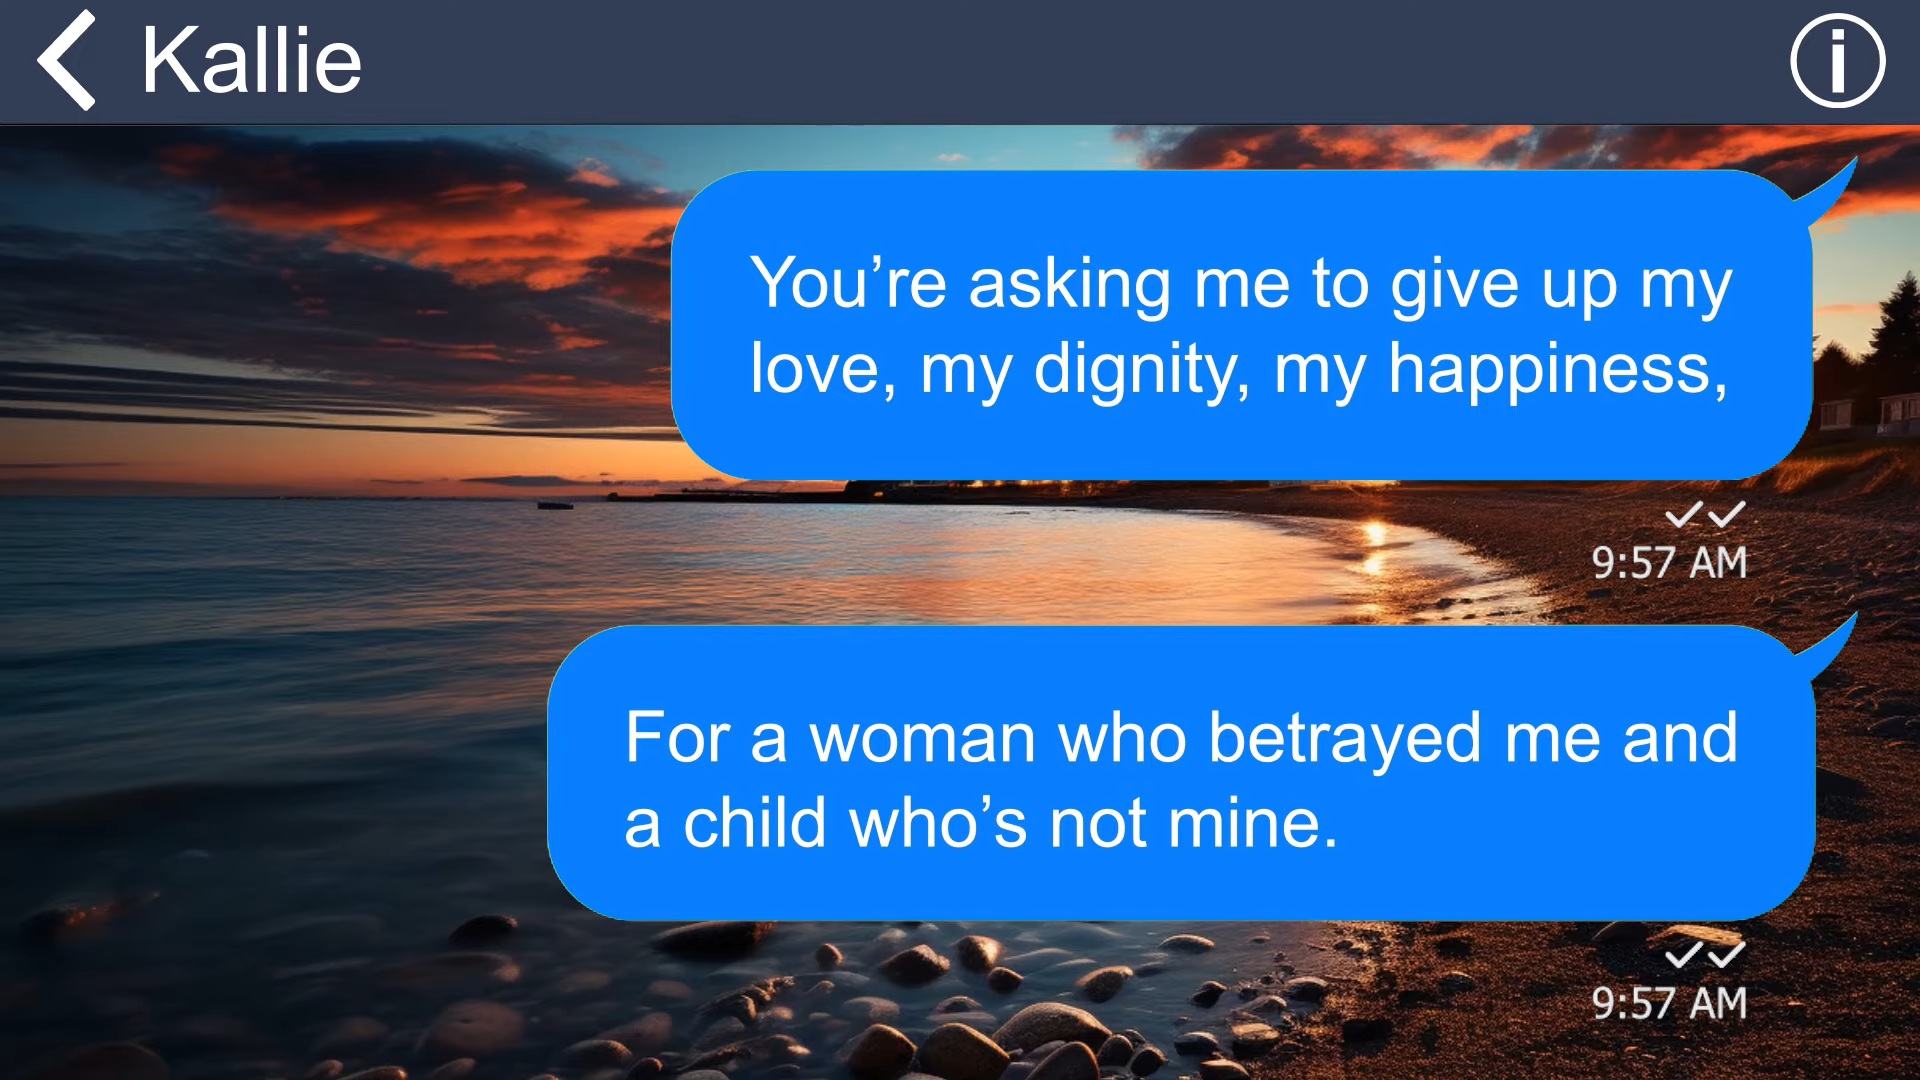 Kallie
You’re asking me to give up my
love, my dignity, my happiness,
9:57 AM
For a woman who betrayed me and
a child who’s not mine.
9:57 AM